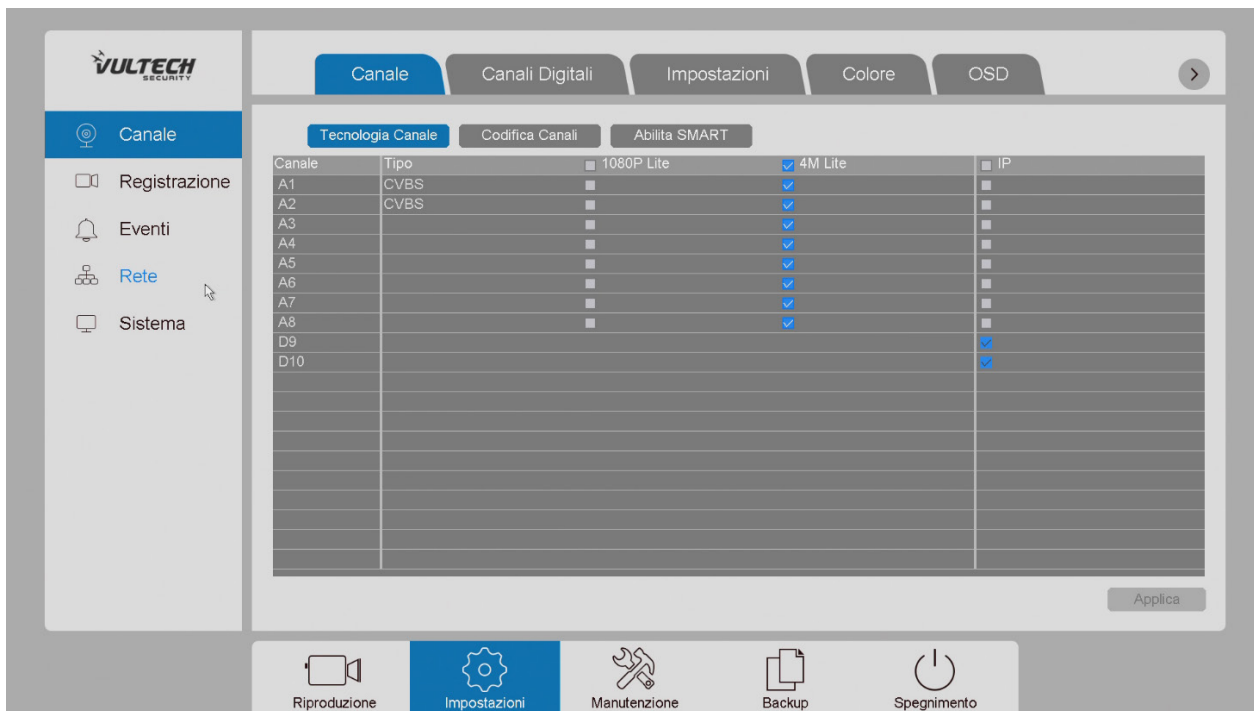 VULTECH
SECURITY
Canale
Canali Digitali
Impostazioni
Colore
OSD
Canale
Registrazione
Eventi
Rete
Sistema
Tecnologia Canale
Codifica Canali
Abilita SMART
Canale Tipo 1080P Lite 4M Lite IP
A1 CVBS
A2 CVBS
A3
A4
A5
A6
A7
A8
D9
D10
Applica
Riproduzione
Impostazioni
Manutenzione
Backup
Spegnimento